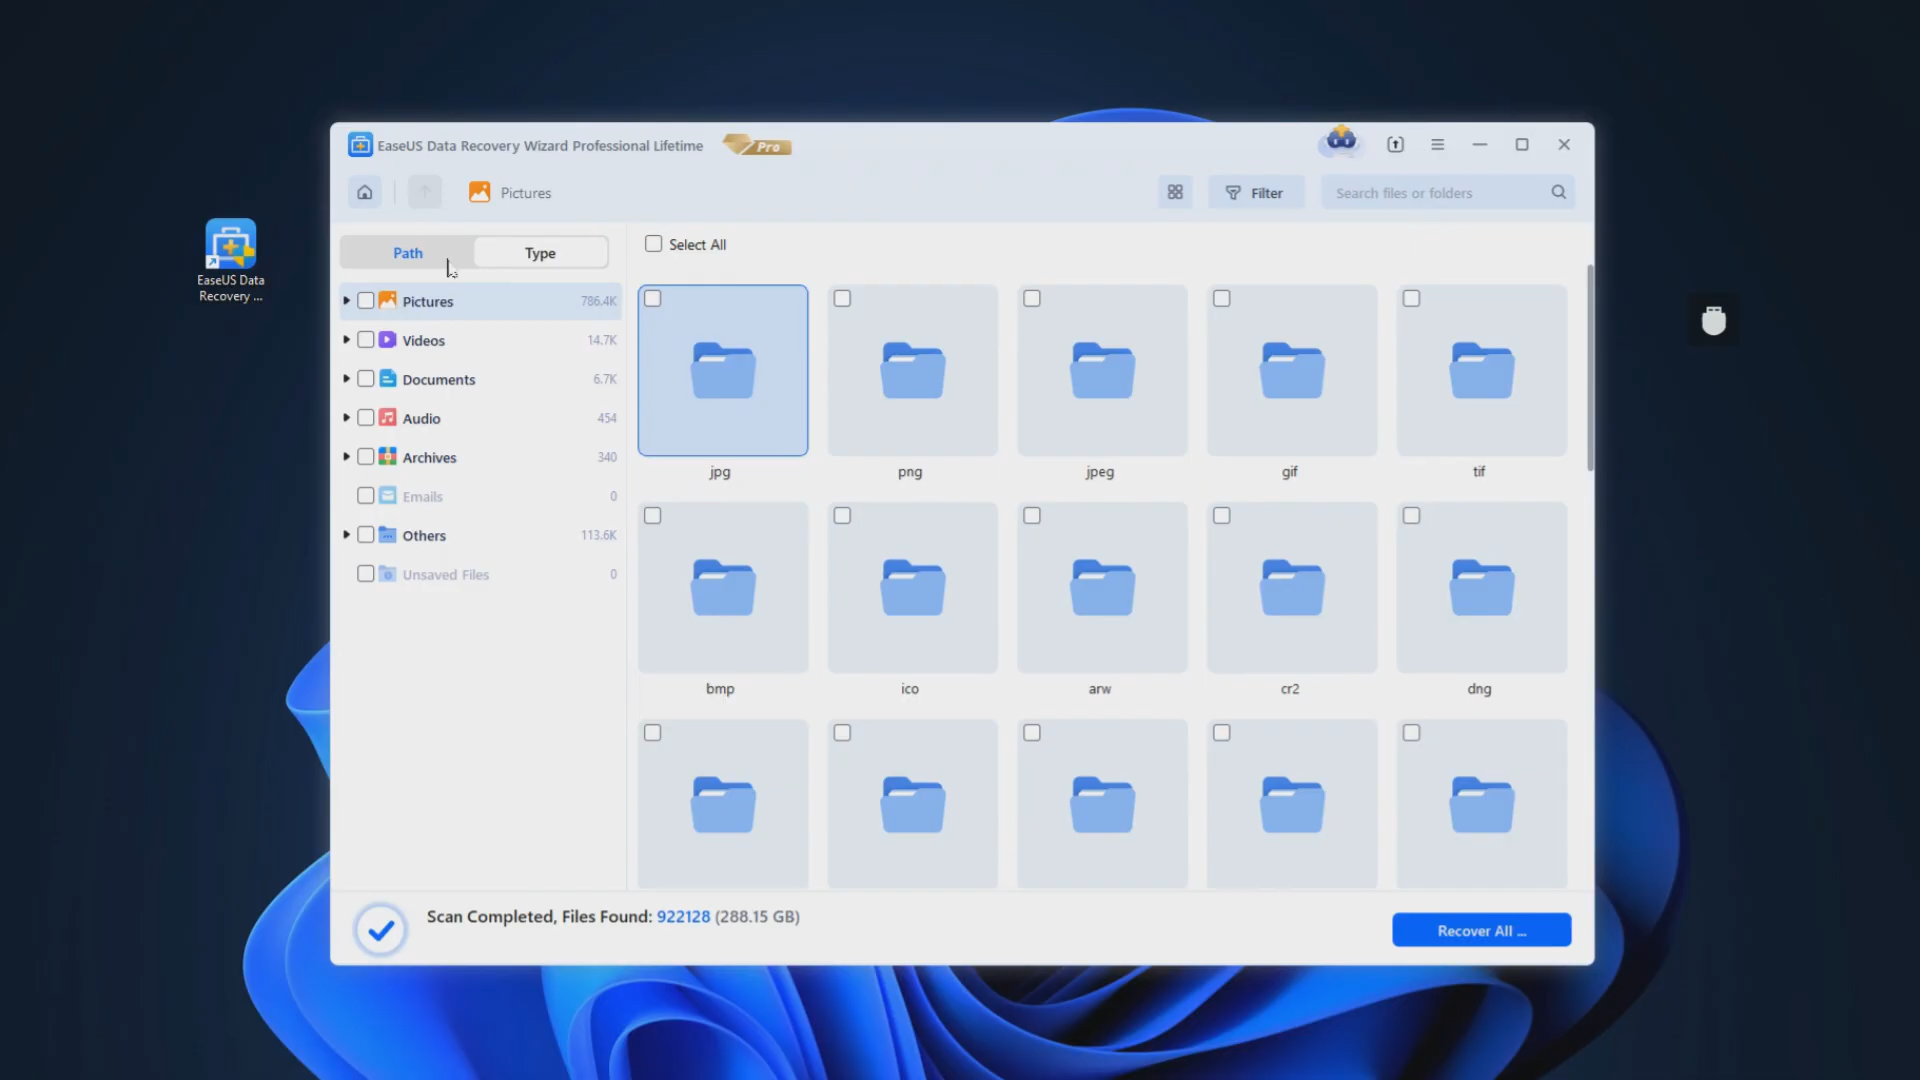 EaseUS Data Recovery Wizard Professional Lifetime
Pro
Pictures
Filter
Search files or folders
EaseUS Data
Recovery ...
Path
Type
Select All
Pictures 786.4K
Videos 14.7K
Documents 6.7K
Audio 454
Archives 340
Emails 0
Others 113.6K
Unsaved Files 0
jpg
png
jpeg
gif
tif
bmp
ico
arw
cr2
dng
Scan Completed, Files Found: 922128 (288.15 GB)
Recover All ...